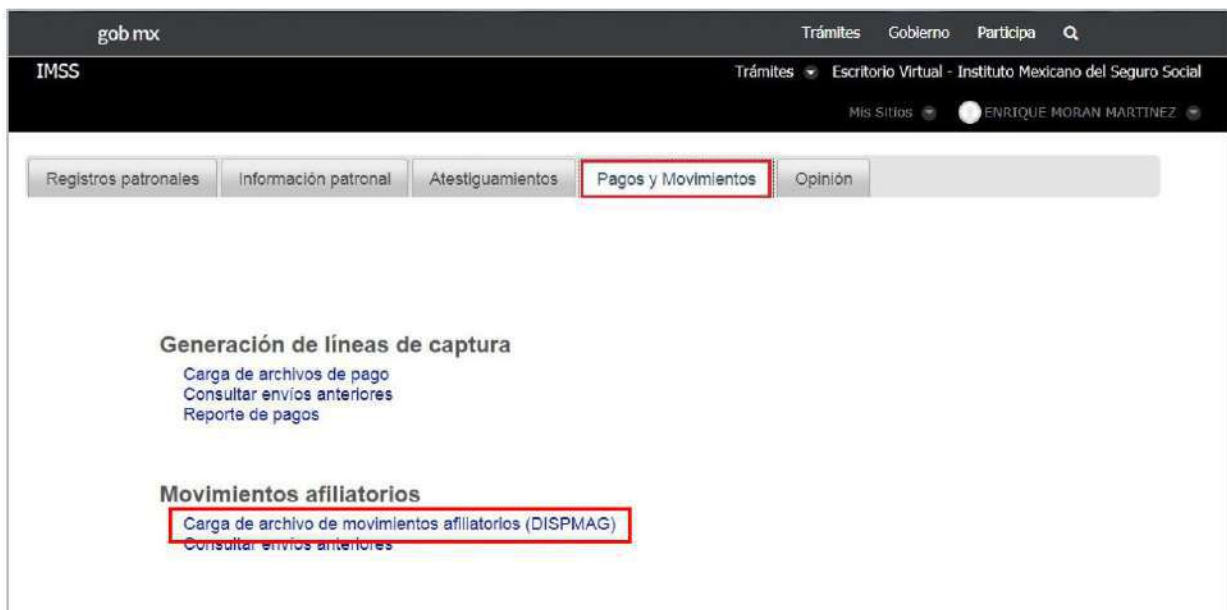 gob mx
Trámites Gobierno Participa
IMSS
Trámites Escritorio Virtual - Instituto Mexicano del Seguro Social
Mis Sitios ENRIQUE MORAN MARTINEZ
Registros patronales Información patronal Atestiguamientos Pagos y Movimientos Opinión
Generación de líneas de captura
Carga de archivos de pago
Consultar envíos anteriores
Reporte de pagos
Movimientos afiliatorios
Carga de archivo de movimientos afiliatorios (DISPMAG)
Consultar envíos anteriores